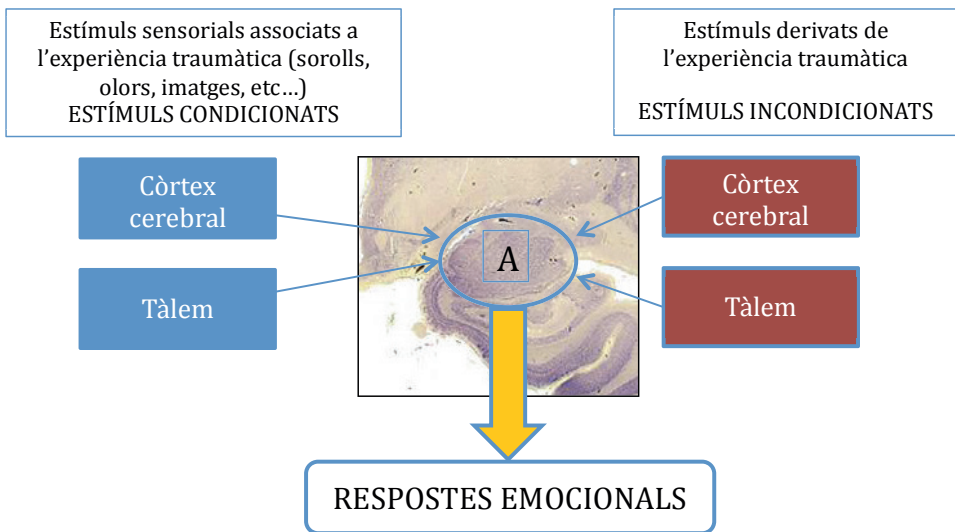 Estímuls sensorials associats a
l’experiència traumàtica (sorolls,
olors, imatges, etc…)
ESTÍMULS CONDICIONATS
Estímuls derivats de
l’experiència traumàtica
ESTÍMULS INCONDICIONATS
Còrtex
cerebral
Tàlem
A
Còrtex
cerebral
Tàlem
RESPOSTES EMOCIONALS